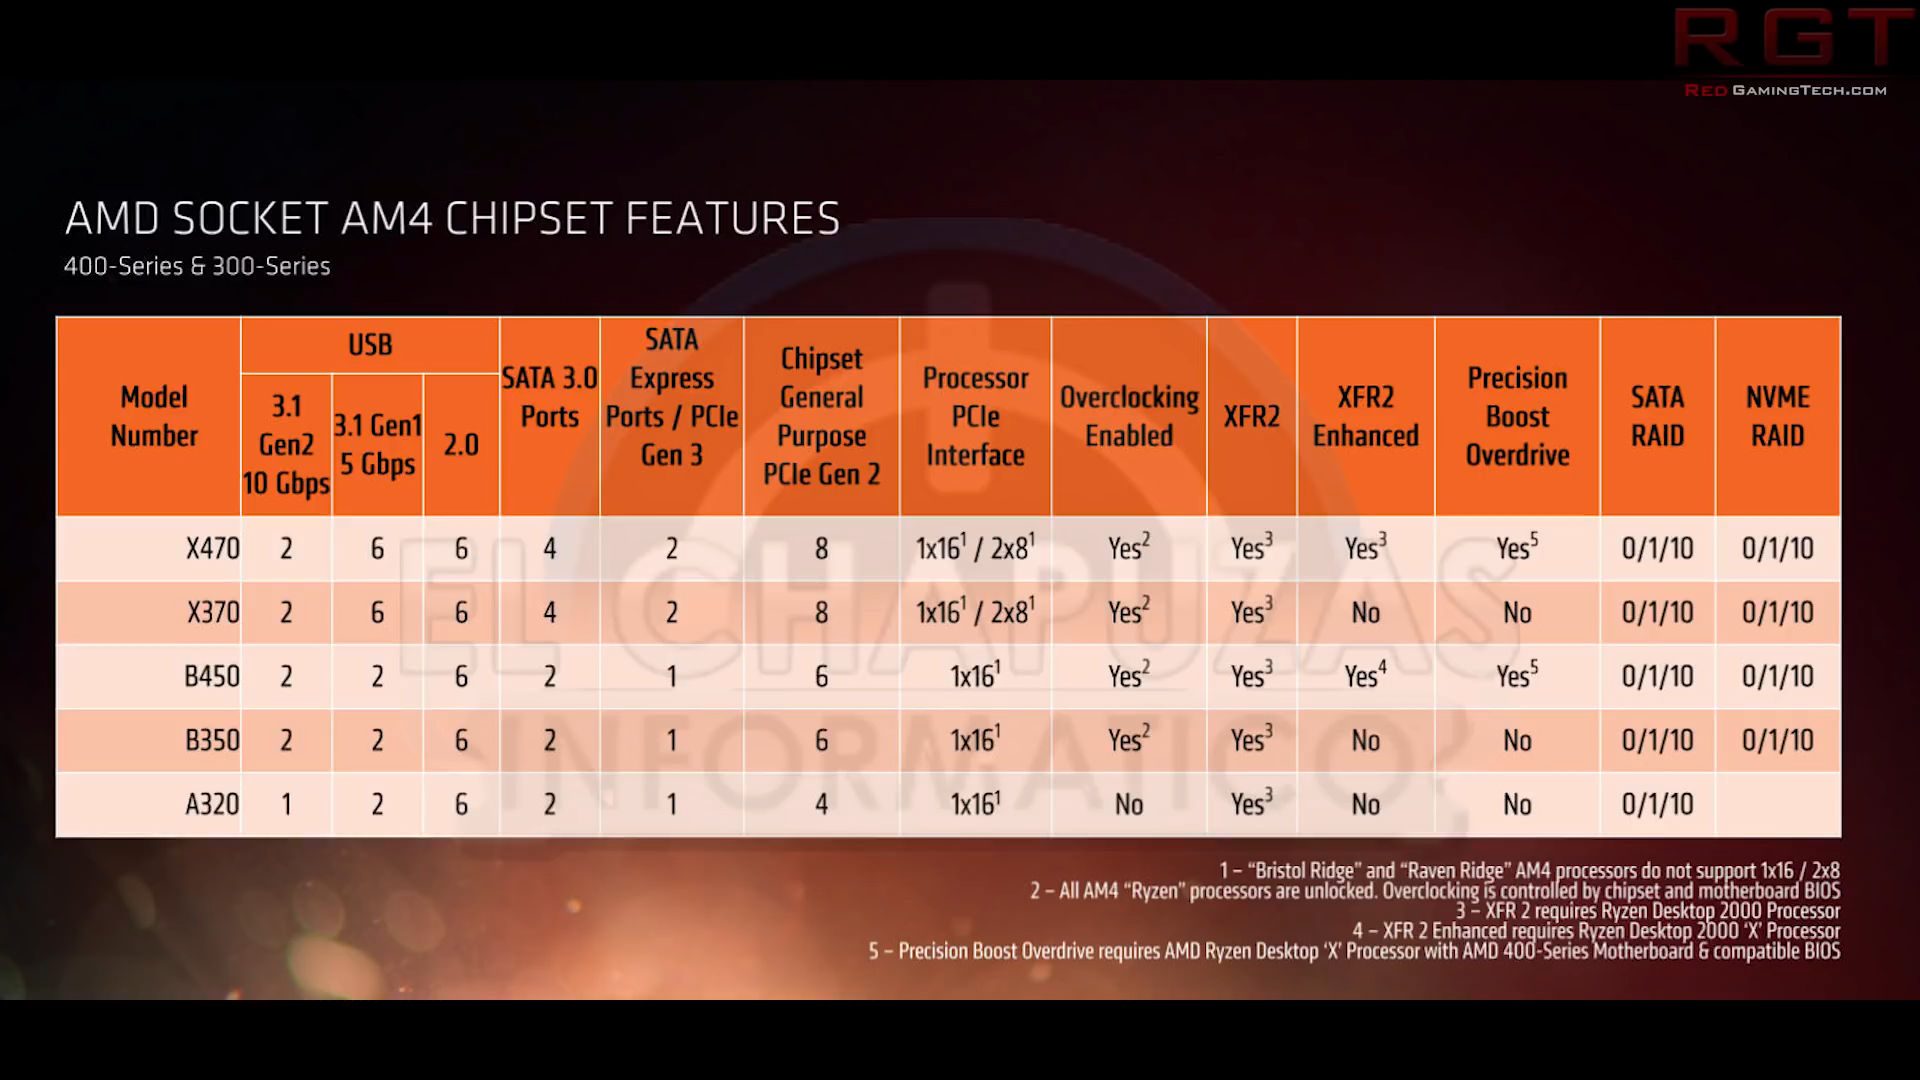 RGT
RED GAMINGTECH.COM
AMD SOCKET AM4 CHIPSET FEATURES
400-Series & 300-Series
Model Number USB 3.1 Gen2 10 Gbps 3.1 Gen1 5 Gbps 2.0 SATA 3.0 Ports SATA Express Ports / PCIe Gen 3 Chipset General Purpose PCIe Gen 2 Processor PCIe Interface Overclocking Enabled XFR2 XFR2 Enhanced Precision Boost Overdrive SATA RAID NVME RAID
X470 2 6 6 4 2 8 1x16¹ / 2x8¹ Yes² Yes³ Yes³ Yes⁵ 0/1/10 0/1/10
X370 2 6 6 4 2 8 1x16¹ / 2x8¹ Yes² Yes³ No No 0/1/10 0/1/10
B450 2 2 6 2 1 6 1x16¹ Yes² Yes³ Yes⁴ Yes⁵ 0/1/10 0/1/10
B350 2 2 6 2 1 6 1x16¹ Yes² Yes³ No No 0/1/10 0/1/10
A320 1 2 6 2 1 4 1x16¹ No Yes³ No No 0/1/10
EL CHAPUZAS
INFORMÁTICO
1 – “Bristol Ridge” and “Raven Ridge” AM4 processors do not support 1x16 / 2x8
2 – All AM4 “Ryzen” processors are unlocked. Overclocking is controlled by chipset and motherboard BIOS
3 – XFR 2 requires Ryzen Desktop 2000 Processor
4 – XFR 2 Enhanced requires Ryzen Desktop 2000 ‘X’ Processor
5 – Precision Boost Overdrive requires AMD Ryzen Desktop ‘X’ Processor with AMD 400-Series Motherboard & compatible BIOS